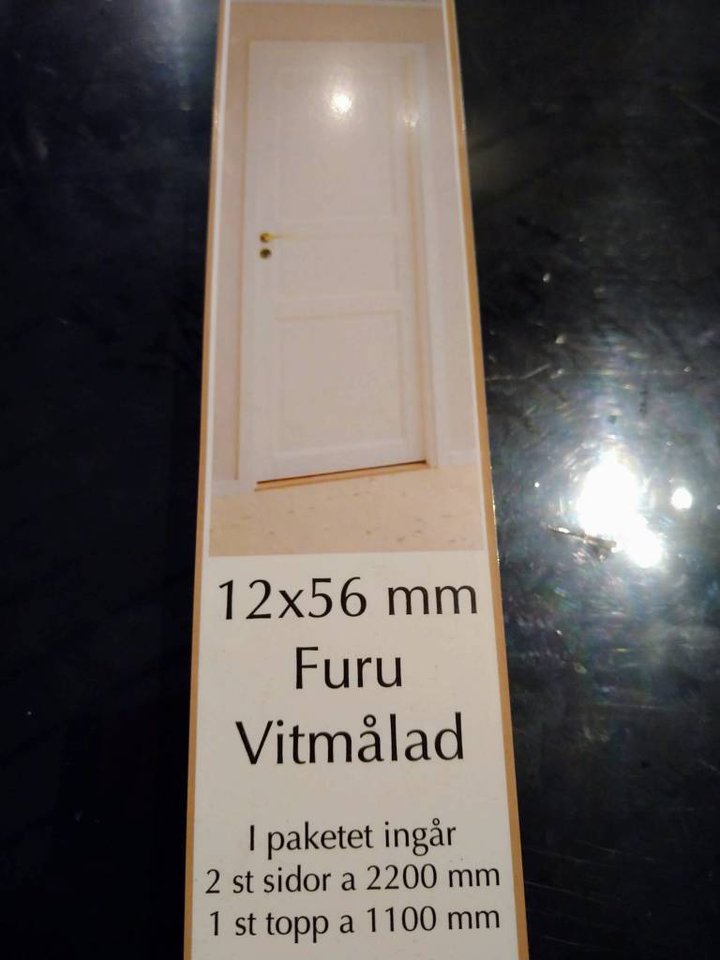 12x56 mm
Furu
Vitmålad
I paketet ingår
2 st sidor a 2200 mm
1 st topp a 1100 mm